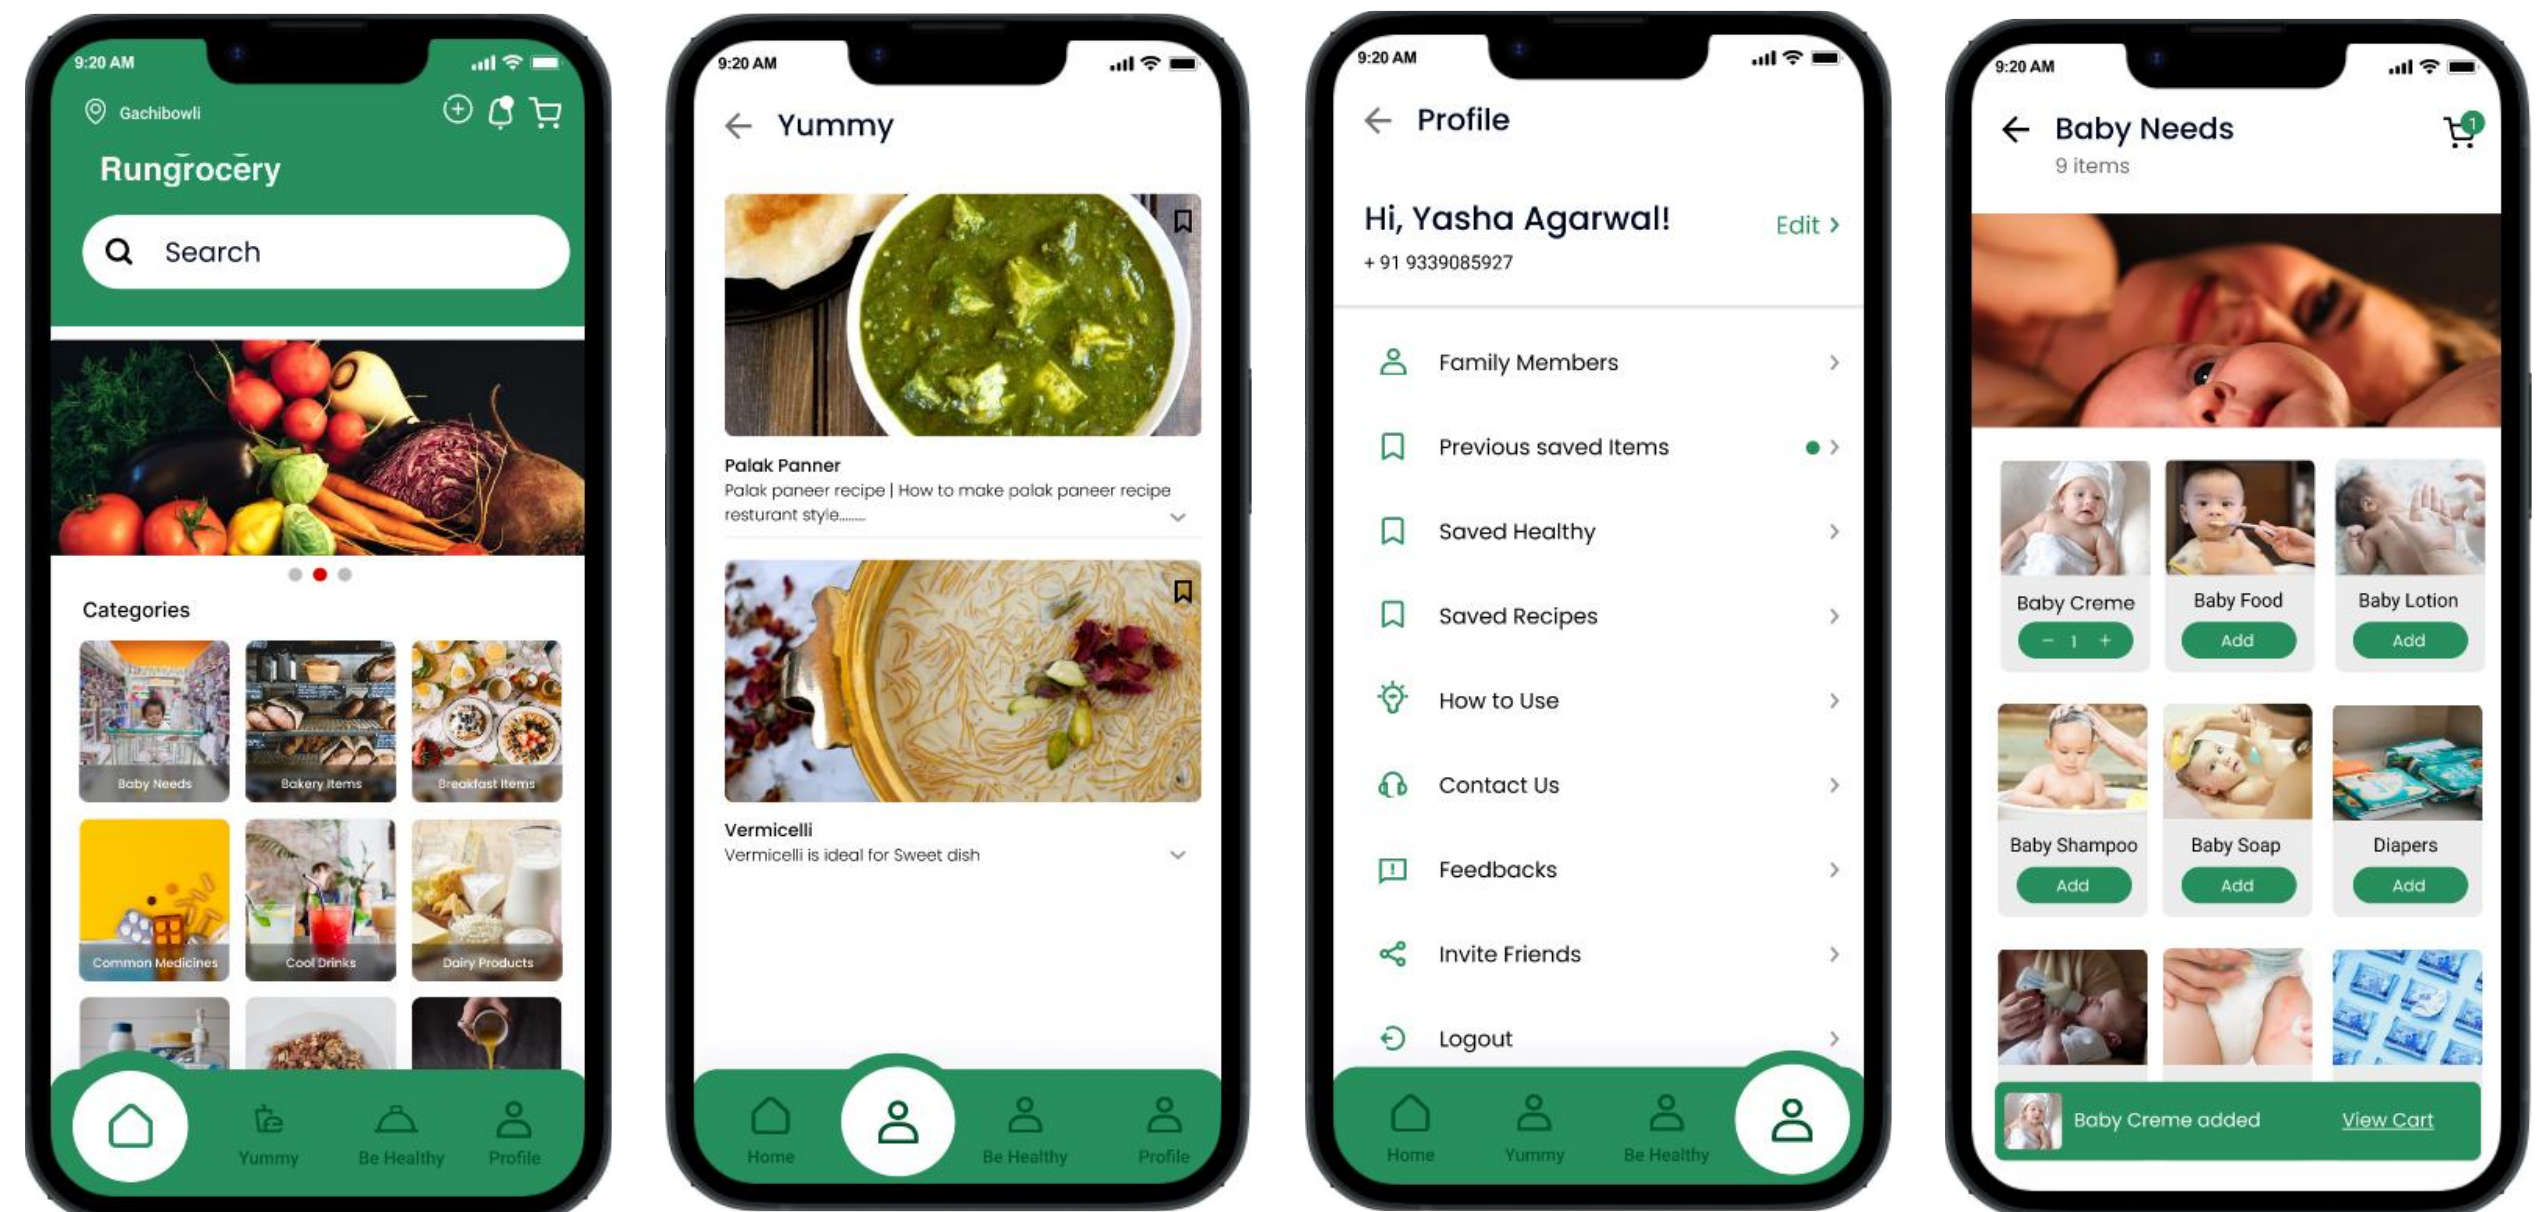 9:20 AM
Gachibowli
Rungrocery
Search
Categories
Baby Needs
Bakery Items
Breakfast Items
Common Medicines
Cool Drinks
Dairy Products
Yummy
Be Healthy
Profile
9:20 AM
Yummy
Palak Panner
Palak paneer recipe | How to make palak paneer recipe
resturant style........
Vermicelli
Vermicelli is ideal for Sweet dish
Home
Be Healthy
Profile
9:20 AM
Profile
Hi, Yasha Agarwal!
Edit >
+ 91 9339085927
Family Members
Previous saved Items
Saved Healthy
Saved Recipes
How to Use
Contact Us
Feedbacks
Invite Friends
Logout
Home
Yummy
Be Healthy
9:20 AM
Baby Needs
1
9 items
Baby Creme
Baby Food
Baby Lotion
− 1 +
Add
Add
Baby Shampoo
Baby Soap
Diapers
Add
Add
Add
Baby Creme added
View Cart